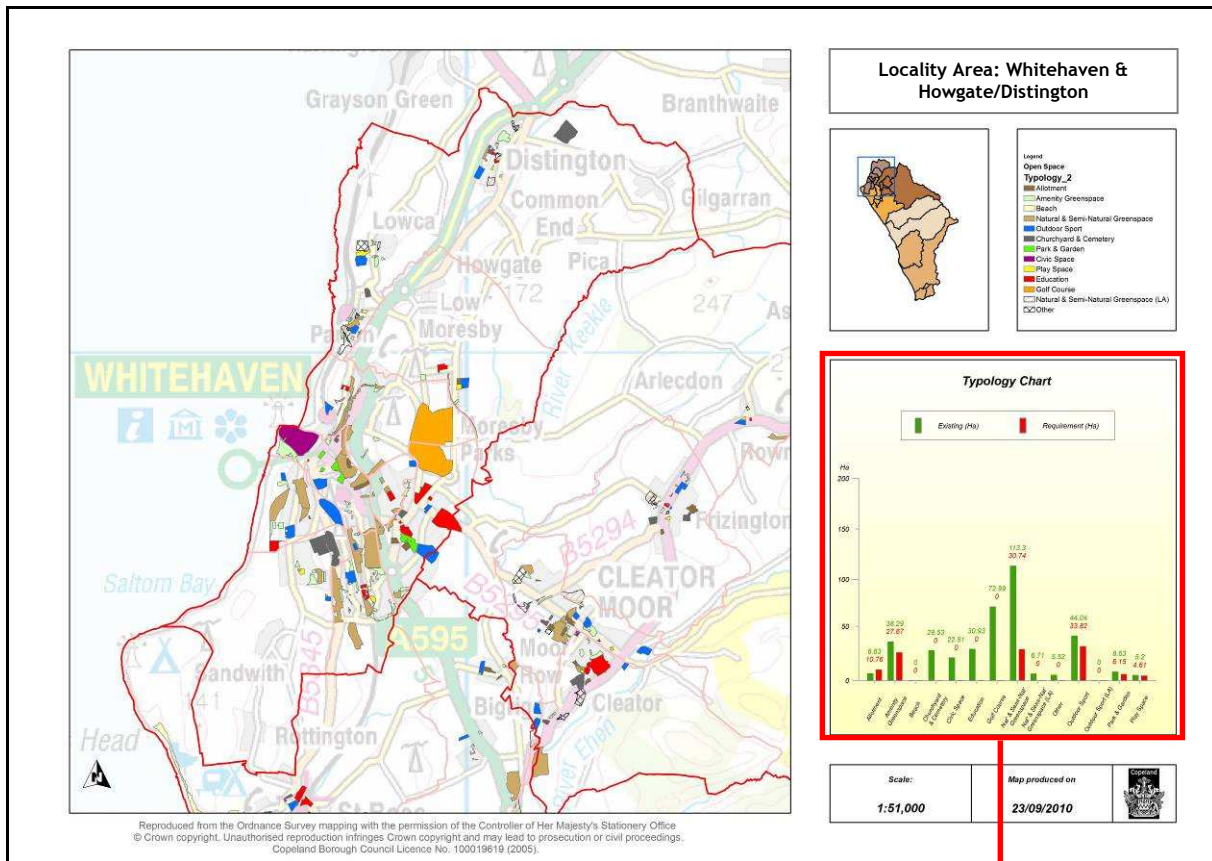 Locality Area: Whitehaven &
Howgate/Distington
Legend
Open Space
Typology_2
Allotment
Amenity Greenspace
Beach
Natural & Semi-Natural Greenspace
Outdoor Sport
Churchyard & Cemetery
Park & Garden
Civic Space
Play Space
Education
Golf Course
Natural & Semi-Natural Greenspace (LA)
Other
Grayson Green
Branthwaite
Distington
Common
End
Gilgarran
Lowca
Howgate
Pica
172
Low
Moresby
247
River Keekle
WHITEHAVEN
Arlecdon
Moresby
Parks
Frizington
B5294
CLEATOR
MOOR
Saltom Bay
A595
B5345
Sandwith
141
Moor
Row
Cleator
River Ehen
Head
Rottington
N
Typology Chart
Existing (Ha)
Requirement (Ha)
Ha
200
150
100
50
0
6.83
10.76
38.29
27.67
0
0
29.53
0
22.91
0
30.93
0
72.99
0
113.3
30.74
6.71
0
5.52
0
44.04
33.82
0
0
8.53
6.15
5.2
4.61
Allotment
Amenity
Greenspace
Beach
Churchyard
& Cemetery
Civic Space
Education
Golf Course
Nat & Semi-Nat
Greenspace
Nat & Semi-Nat
Greenspace (LA)
Other
Outdoor Sport
Outdoor Sport (LA)
Park & Garden
Play Space
Scale:
1:51,000
Map produced on
23/09/2010
Copeland
Reproduced from the Ordnance Survey mapping with the permission of the Controller of Her Majesty's Stationery Office
© Crown copyright. Unauthorised reproduction infringes Crown copyright and may lead to prosecution or civil proceedings.
Copeland Borough Council Licence No. 100019619 (2005).